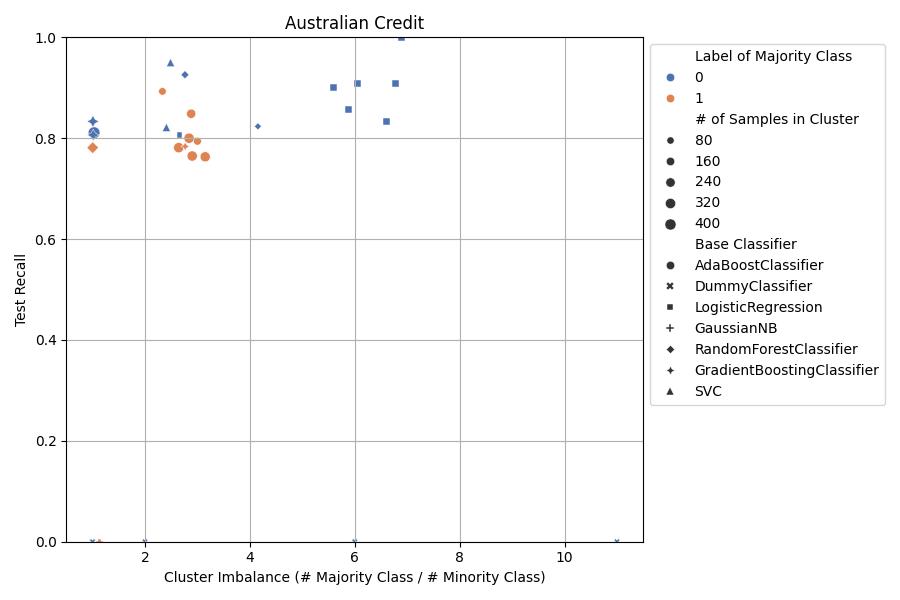 Australian Credit
1.0
0.8
0.6
0.4
0.2
0.0
Test Recall
2
4
6
8
10
Cluster Imbalance (# Majority Class / # Minority Class)
Label of Majority Class
0
1
# of Samples in Cluster
80
160
240
320
400
Base Classifier
AdaBoostClassifier
DummyClassifier
LogisticRegression
GaussianNB
RandomForestClassifier
GradientBoostingClassifier
SVC